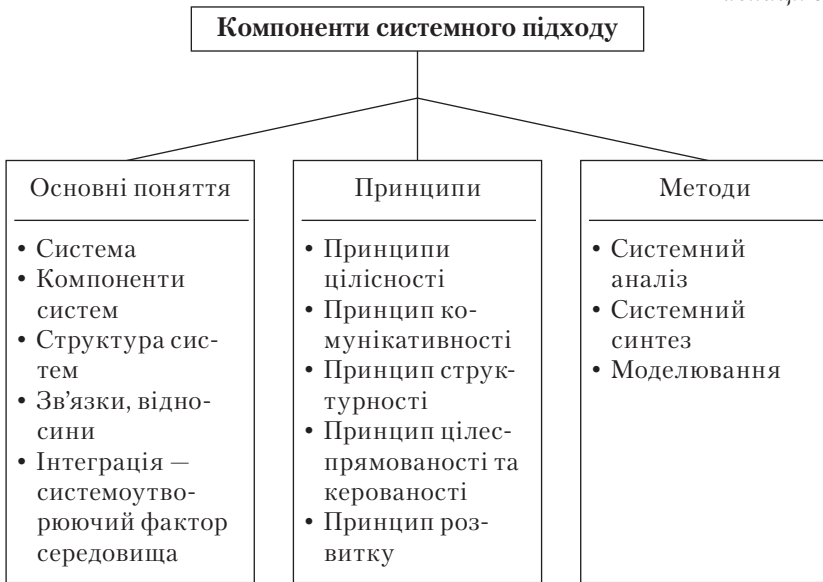 Компоненти системного підходу
Основні поняття
• Система
• Компоненти
систем
• Структура сис-
тем
• Зв'язки, відно-
сини
• Інтеграція —
системоутво-
рюючий фактор
середовища
Принципи
• Принципи
цілісності
• Принцип ко-
мунікативності
• Принцип струк-
турності
• Принцип цілес-
прямованості та
керованості
• Принцип роз-
витку
Методи
• Системний
аналіз
• Системний
синтез
• Моделювання